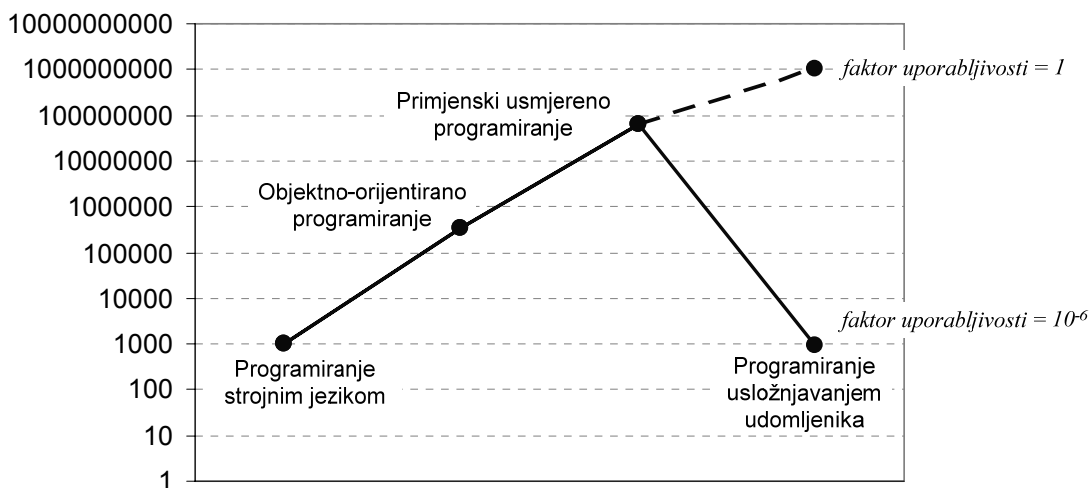 10000000000
1000000000
100000000
10000000
1000000
100000
10000
1000
100
10
1
faktor uporabljivosti = 1
Primjenski usmjereno
programiranje
Objektno-orijentirano
programiranje
faktor uporabljivosti = 10⁻⁶
Programiranje
strojnim jezikom
Programiranje
usložnjavanjem
udomljenika